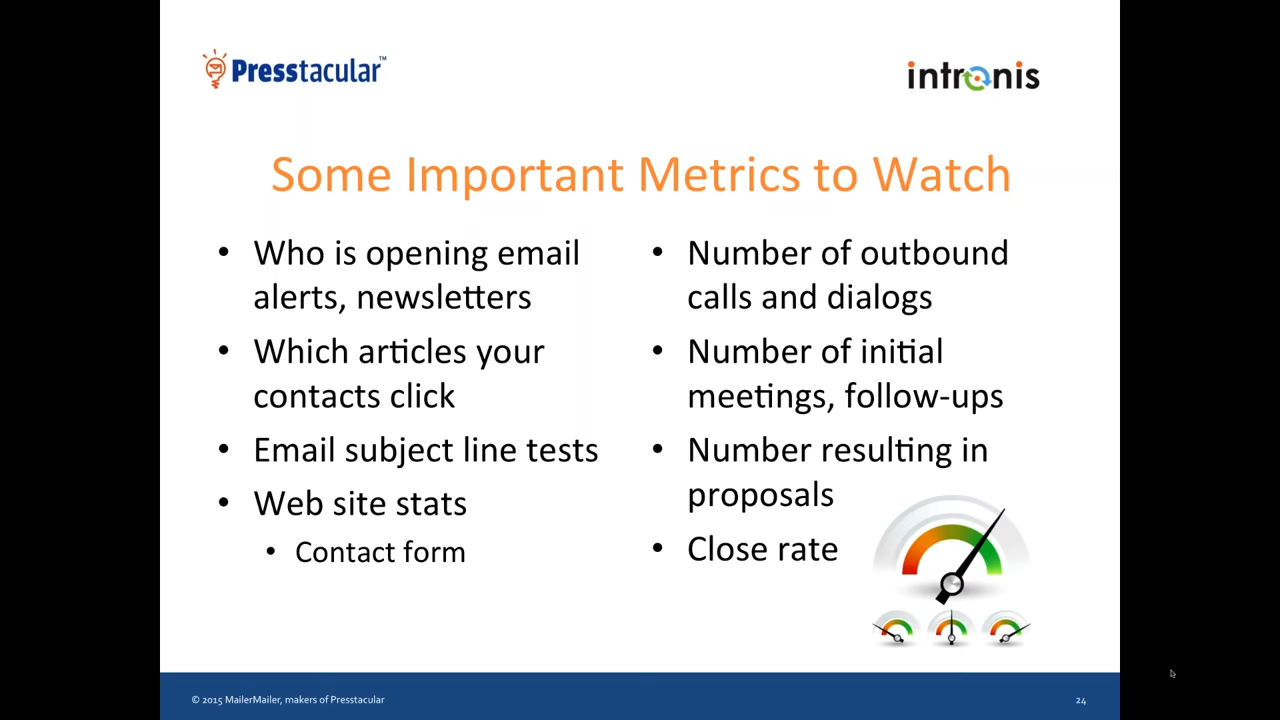 Presstacular™
intronis
Some Important Metrics to Watch
• Who is opening email
alerts, newsletters
• Which articles your
contacts click
• Email subject line tests
• Web site stats
• Contact form
• Number of outbound
calls and dialogs
• Number of initial
meetings, follow-ups
• Number resulting in
proposals
• Close rate
© 2015 MailerMailer, makers of Presstacular
24